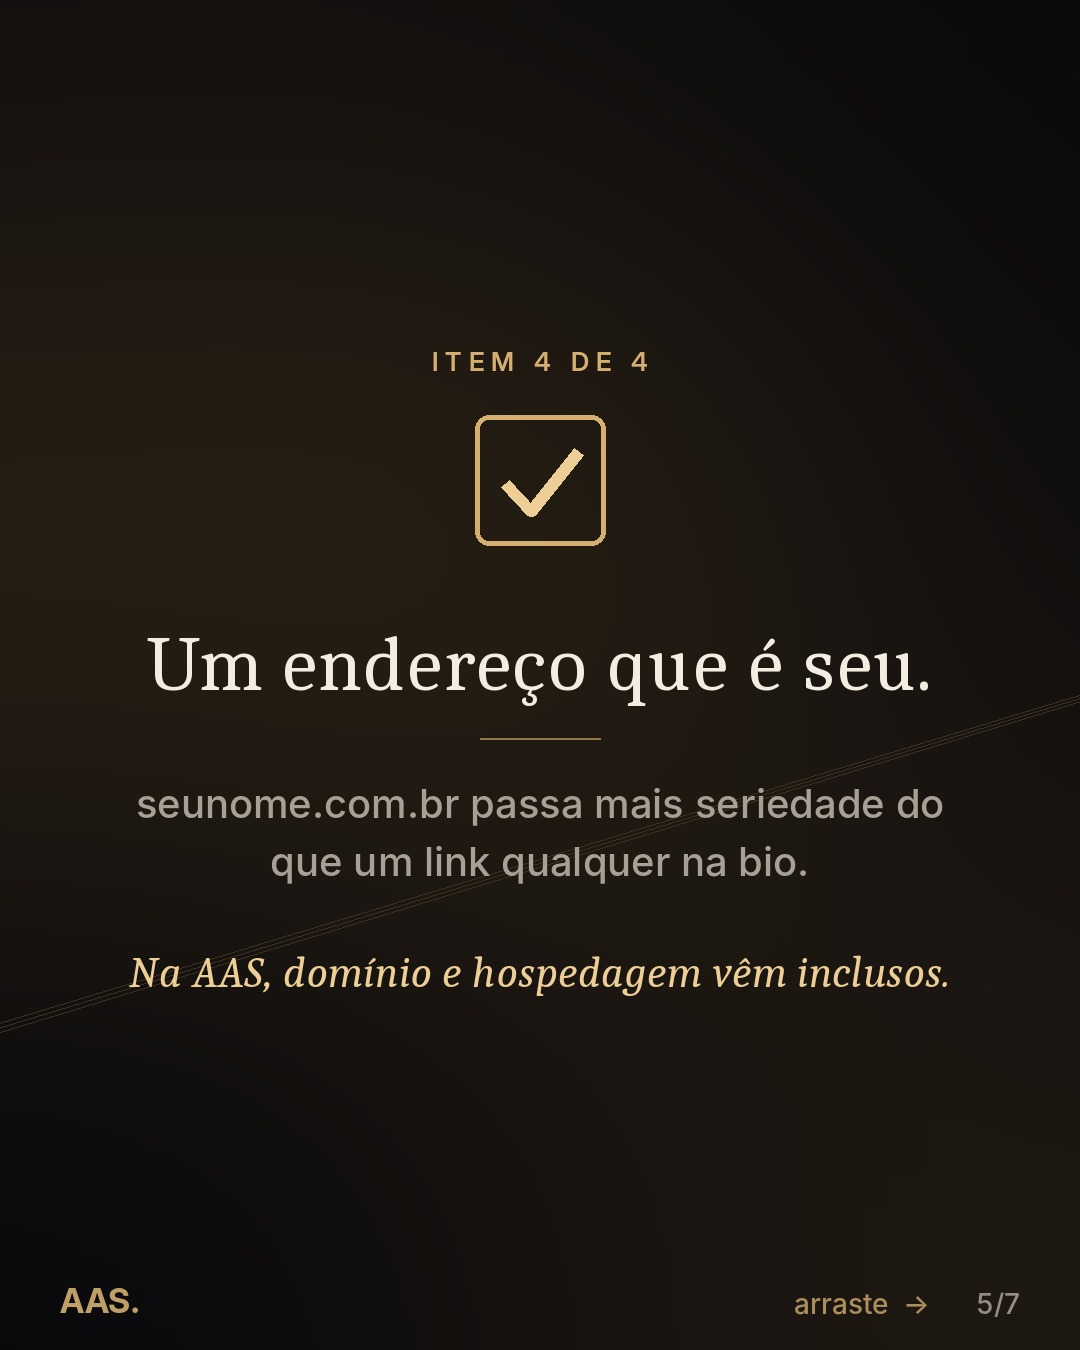 ITEM 4 DE 4
Um endereço que é seu.
seunome.com.br passa mais seriedade do
que um link qualquer na bio.
Na AAS, domínio e hospedagem vêm inclusos.
AAS.
arraste → 5/7